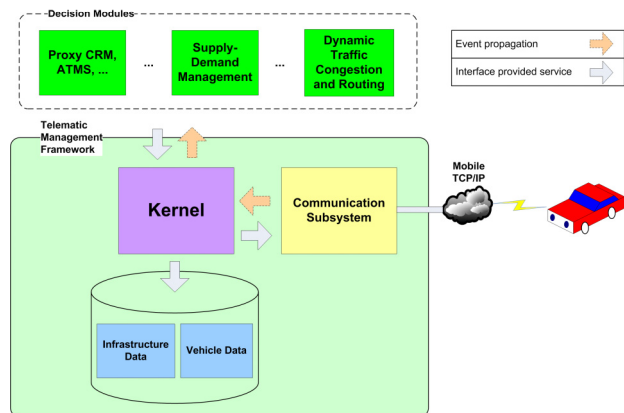 Decision Modules
Proxy CRM,
ATMS, ...
...
Supply-
Demand
Management
...
Dynamic
Traffic
Congestion
and Routing
Event propagation
Interface provided service
Telematic
Management
Framework
Kernel
Communication
Subsystem
Mobile
TCP/IP
Infrastructure
Data
Vehicle Data